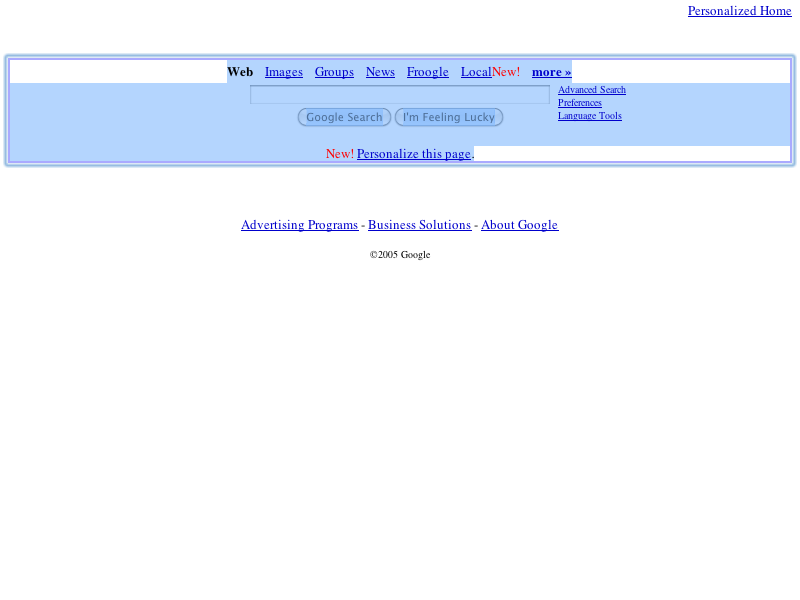 Personalized Home
Web Images Groups News Froogle LocalNew! more »
Advanced Search
Preferences
Language Tools
Google Search I'm Feeling Lucky
New! Personalize this page.
Advertising Programs - Business Solutions - About Google
©2005 Google